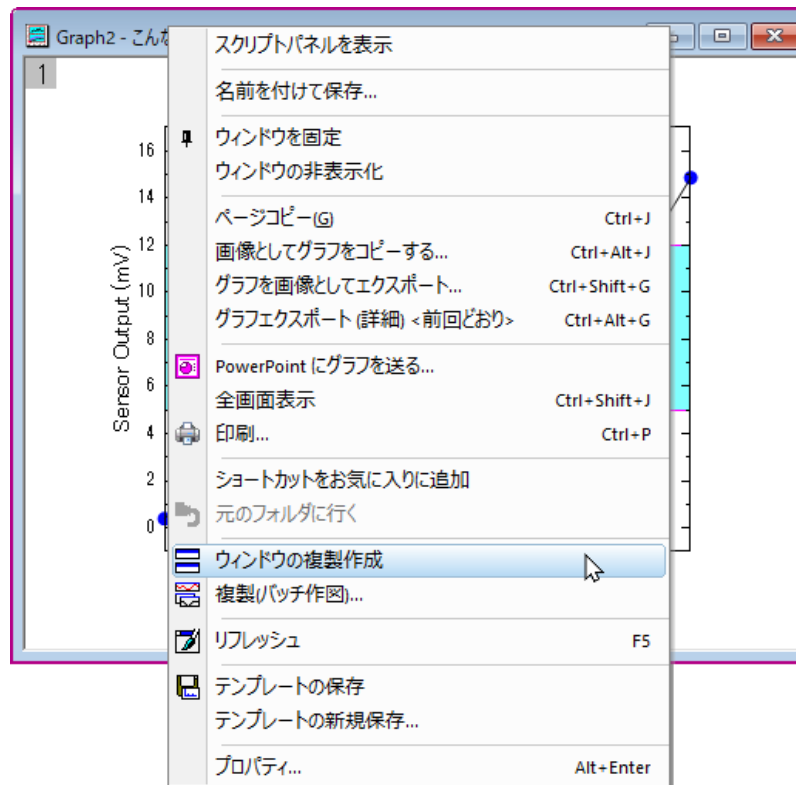 Graph2 - こんな
1
スクリプトパネルを表示
名前を付けて保存...
ウィンドウを固定
ウィンドウの非表示化
ページコピー(G) Ctrl+J
画像としてグラフをコピーする... Ctrl+Alt+J
グラフを画像としてエクスポート... Ctrl+Shift+G
グラフエクスポート (詳細) <前回どおり> Ctrl+Alt+G
PowerPoint にグラフを送る...
全画面表示 Ctrl+Shift+J
印刷... Ctrl+P
ショートカットをお気に入りに追加
元のフォルダに行く
ウィンドウの複製作成
複製(バッチ作図)...
リフレッシュ F5
テンプレートの保存
テンプレートの新規保存...
プロパティ... Alt+Enter
Sensor Output (mV)
16
14
12
10
8
6
4
2
0